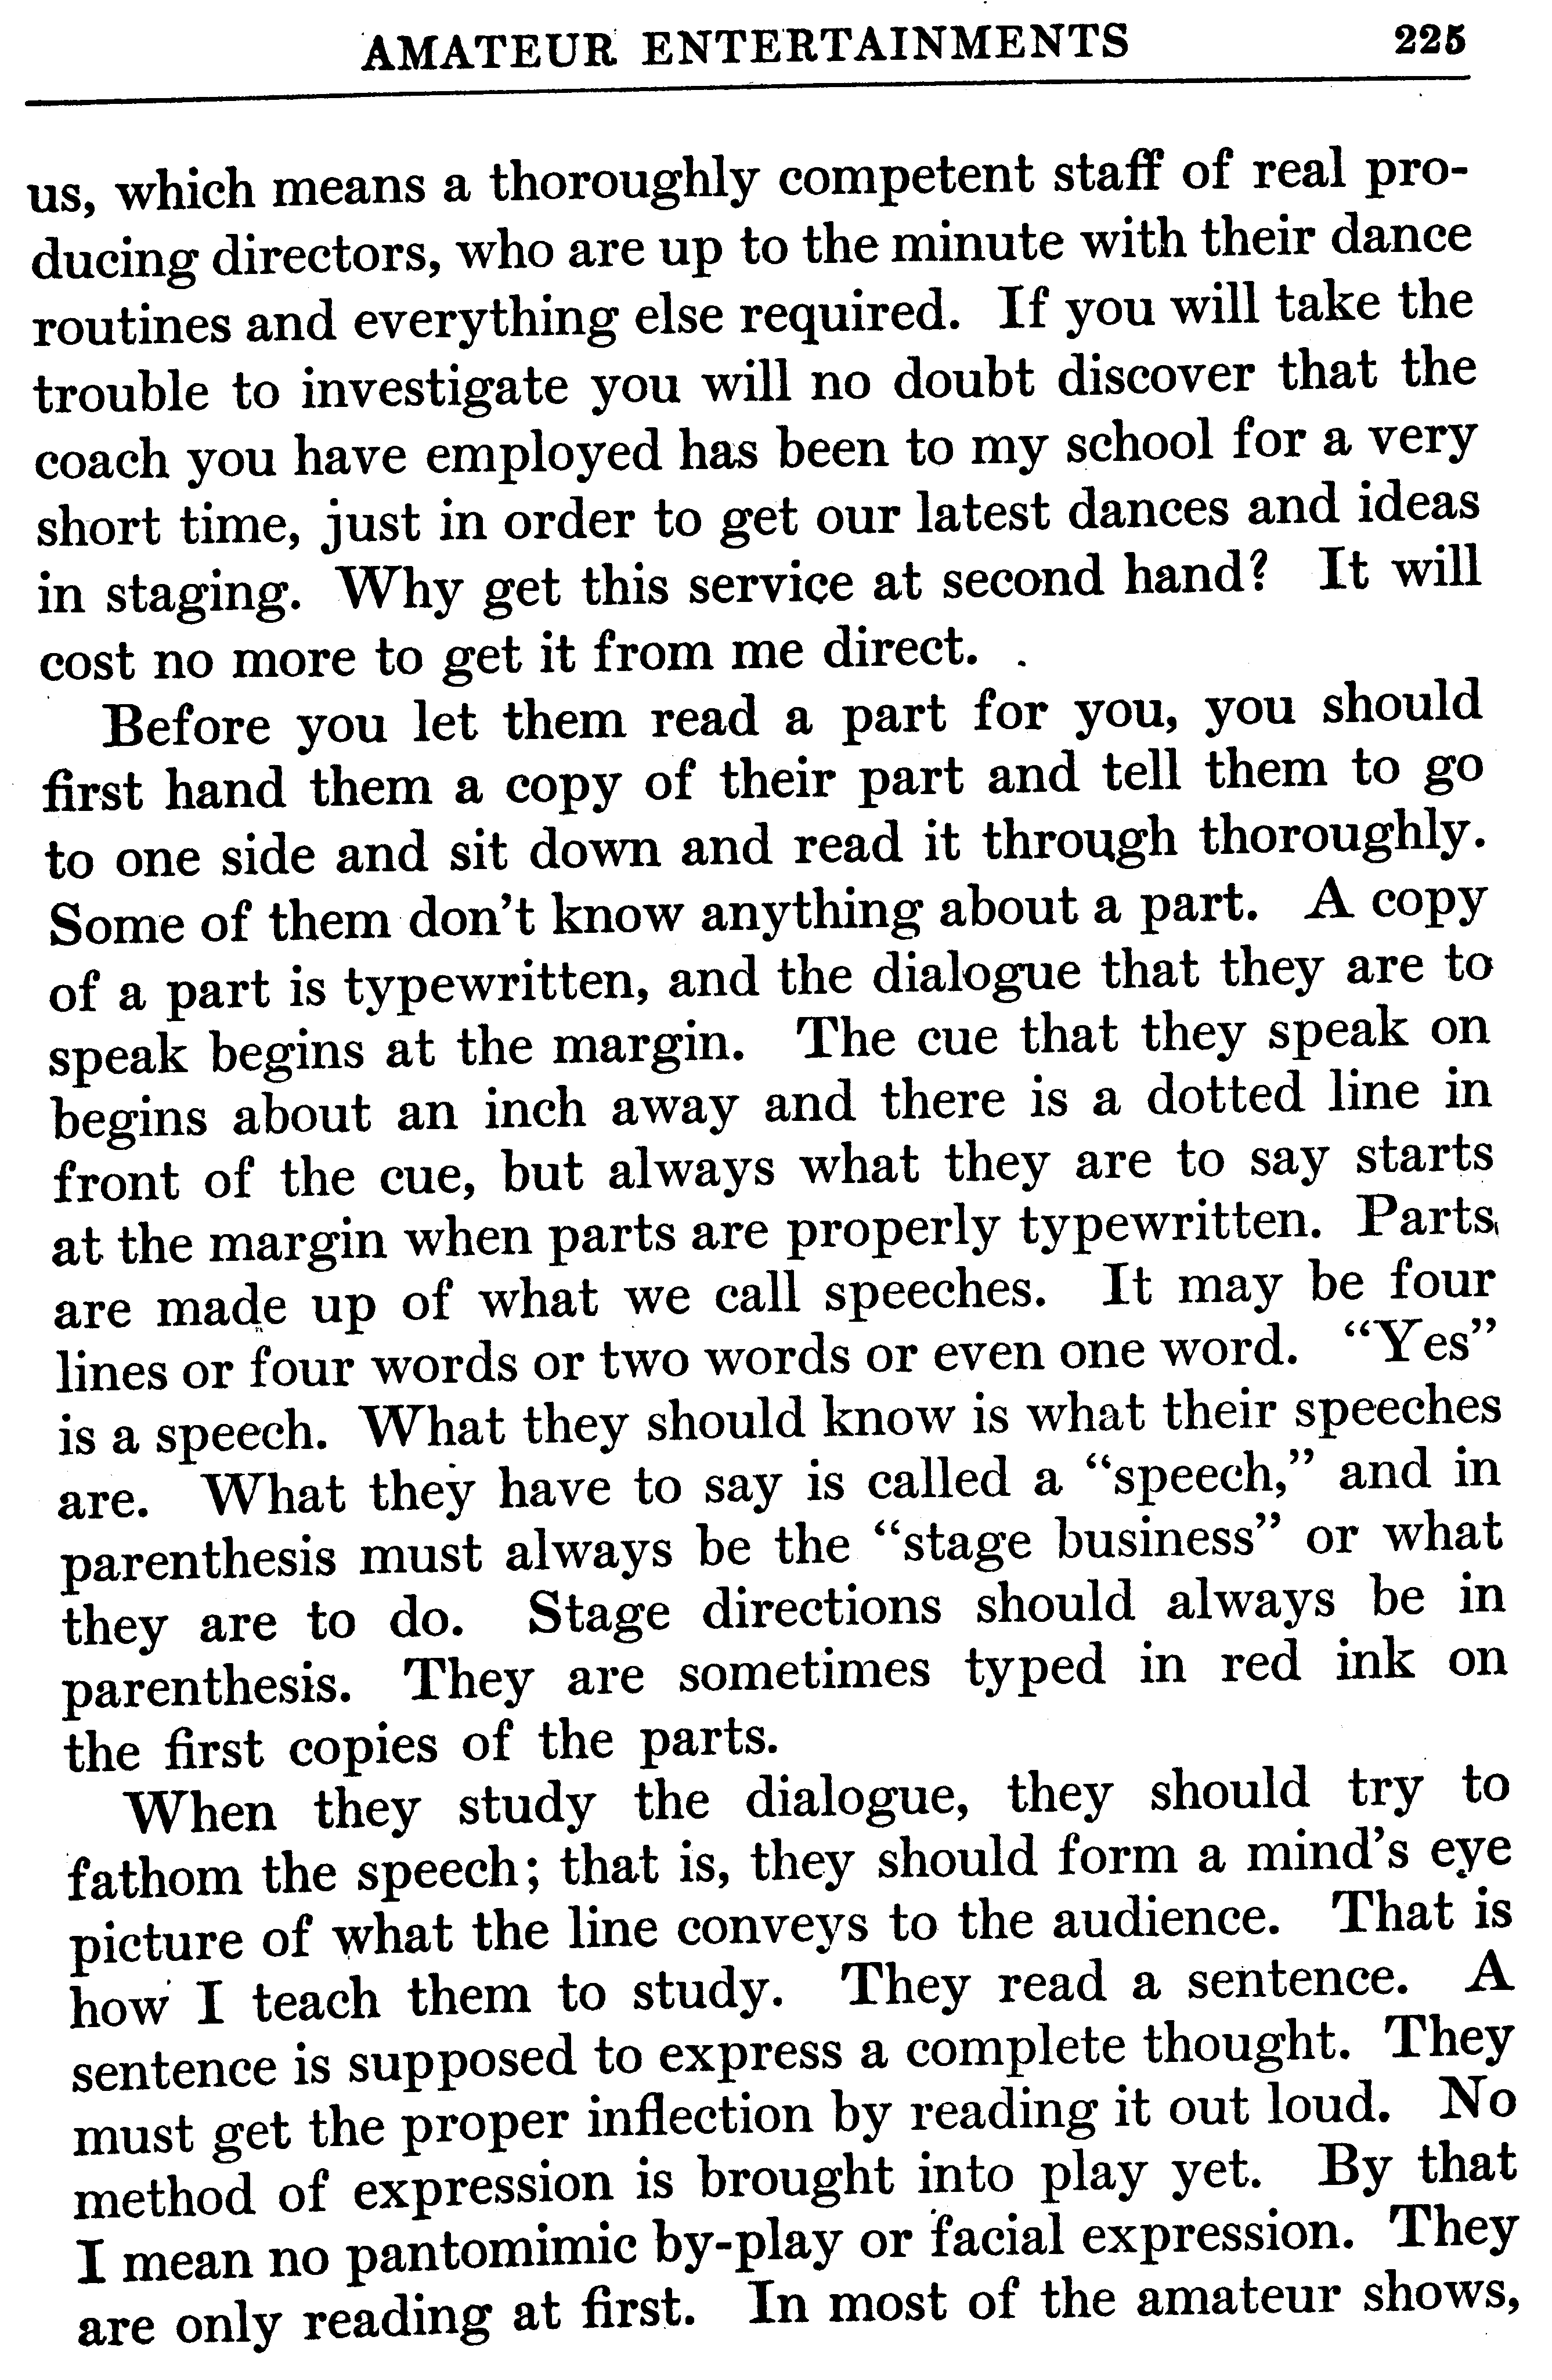 AMATEUR ENTERTAINMENTS 225
us, which means a thoroughly competent staff of real pro-
ducing directors, who are up to the minute with their dance
routines and everything else required. If you will take the
trouble to investigate you will no doubt discover that the
coach you have employed has been to my school for a very
short time, just in order to get our latest dances and ideas
in staging. Why get this service at second hand? It will
cost no more to get it from me direct.
Before you let them read a part for you, you should
first hand them a copy of their part and tell them to go
to one side and sit down and read it through thoroughly.
Some of them don't know anything about a part. A copy
of a part is typewritten, and the dialogue that they are to
speak begins at the margin. The cue that they speak on
begins about an inch away and there is a dotted line in
front of the cue, but always what they are to say starts
at the margin when parts are properly typewritten. Parts
are made up of what we call speeches. It may be four
lines or four words or two words or even one word. "Yes"
is a speech. What they should know is what their speeches
are. What they have to say is called a "speech," and in
parenthesis must always be the "stage business" or what
they are to do. Stage directions should always be in
parenthesis. They are sometimes typed in red ink on
the first copies of the parts.
When they study the dialogue, they should try to
fathom the speech; that is, they should form a mind's eye
picture of what the line conveys to the audience. That is
how I teach them to study. They read a sentence. A
sentence is supposed to express a complete thought. They
must get the proper inflection by reading it out loud. No
method of expression is brought into play yet. By that
I mean no pantomimic by-play or facial expression. They
are only reading at first. In most of the amateur shows,